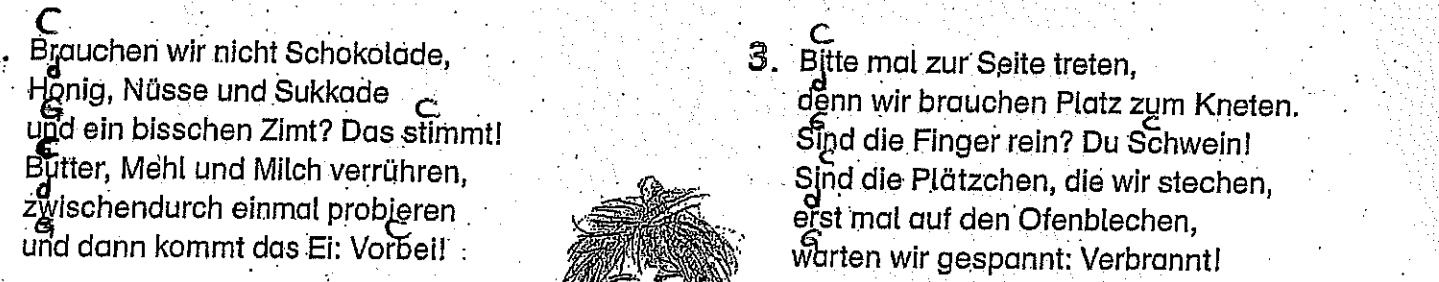 C
. Brauchen wir nicht Schokolade,
d
Honig, Nüsse und Sukkade
G C
und ein bisschen Zimt? Das stimmt!
C
Butter, Mehl und Milch verrühren,
d
zwischendurch einmal probieren
G C
und dann kommt das Ei: Vorbei!
C
3. Bitte mal zur Seite treten,
d
denn wir brauchen Platz zum Kneten.
G C
Sind die Finger rein? Du Schwein!
C
Sind die Plätzchen, die wir stechen,
d
erst mal auf den Ofenblechen,
G
warten wir gespannt: Verbrannt!